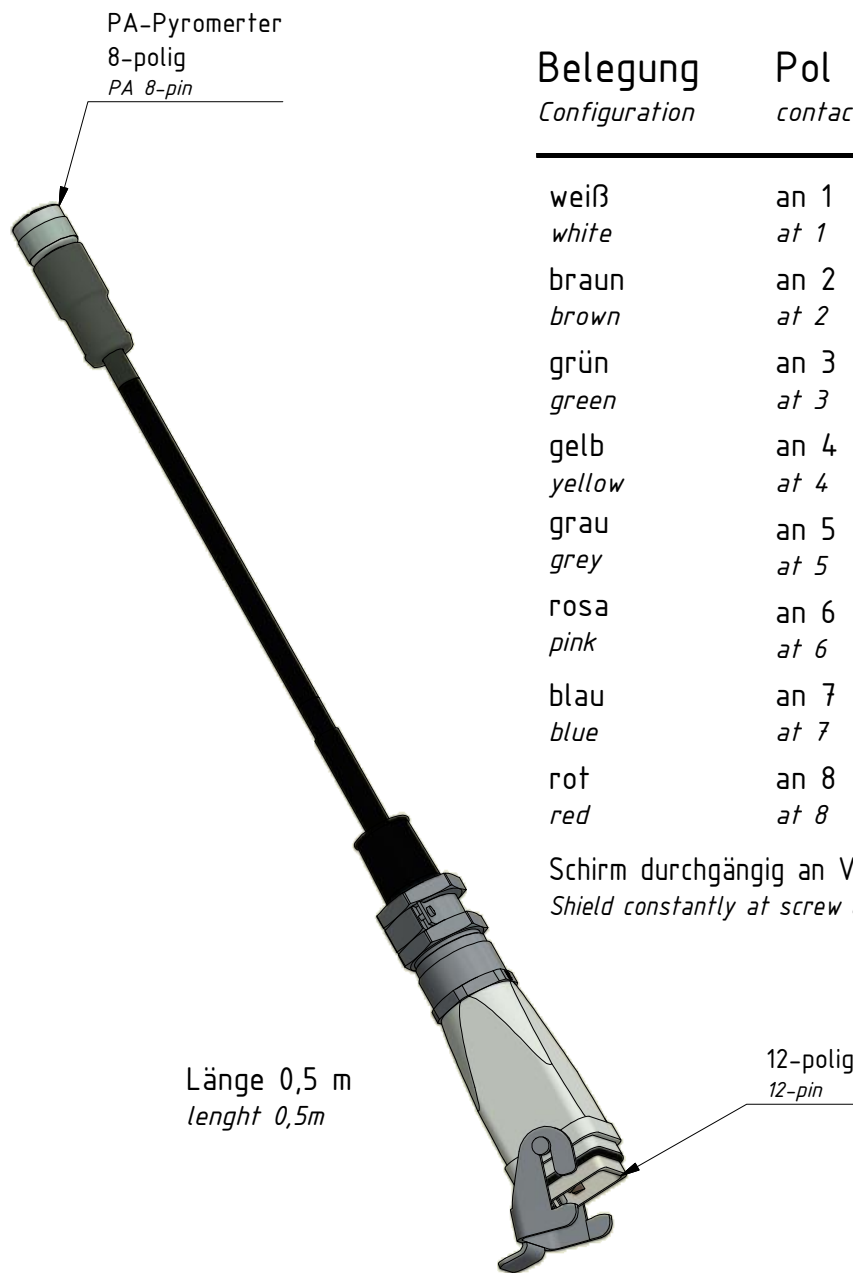 PA-Pyromerter
8-polig
PA 8-pin
Belegung Pol
Configuration
weiß an 1
white at 1
braun an 2
brown at 2
grün an 3
green at 3
gelb an 4
yellow at 4
grau an 5
grey at 5
rosa an 6
pink at 6
blau an 7
blue at 7
rot an 8
red at 8
Schirm durchgängig an
Shield constantly at screw
Länge 0,5 m
lenght 0,5m
12-polig
12-pin